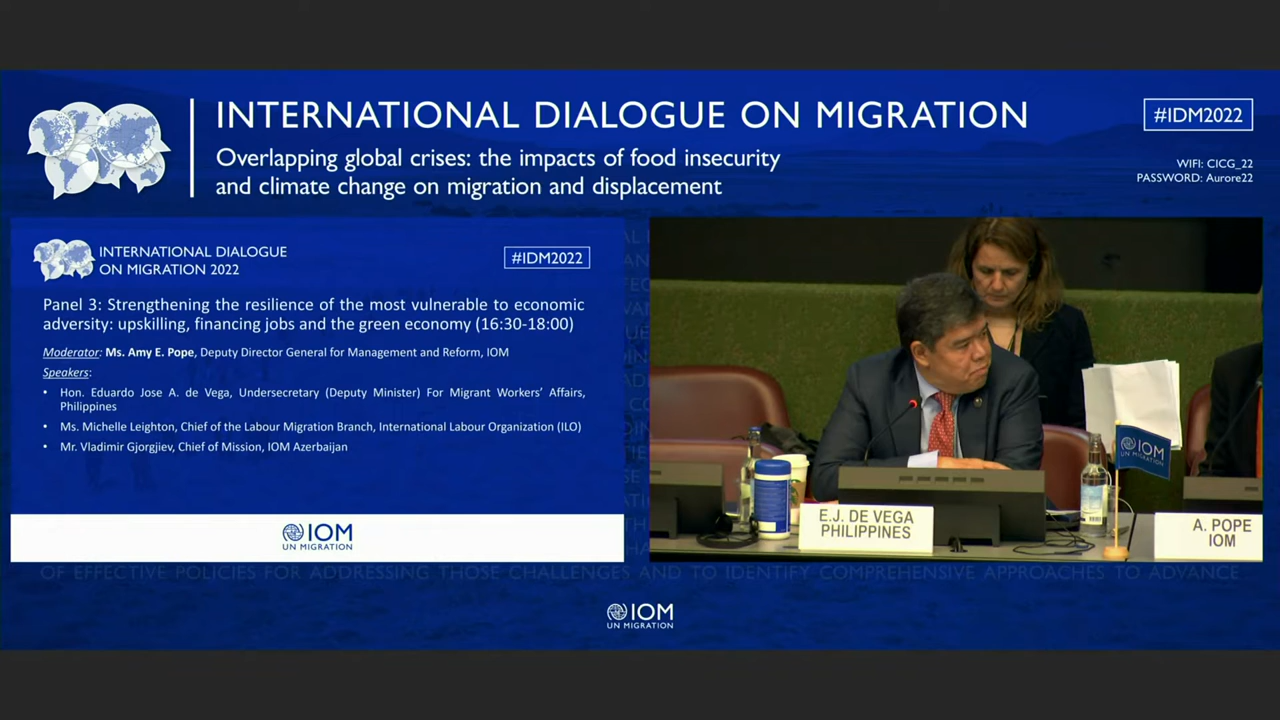 INTERNATIONAL DIALOGUE ON MIGRATION
Overlapping global crises: the impacts of food insecurity
and climate change on migration and displacement
#IDM2022
WIFI: CICG_22
PASSWORD: Aurore22
INTERNATIONAL DIALOGUE
ON MIGRATION 2022
#IDM2022
Panel 3: Strengthening the resilience of the most vulnerable to economic
adversity: upskilling, financing jobs and the green economy (16:30-18:00)
Moderator: Ms. Amy E. Pope, Deputy Director General for Management and Reform, IOM
Speakers:
• Hon. Eduardo Jose A. de Vega, Undersecretary (Deputy Minister) For Migrant Workers' Affairs,
Philippines
• Ms. Michelle Leighton, Chief of the Labour Migration Branch, International Labour Organization (ILO)
• Mr. Vladimir Gjorgjiev, Chief of Mission, IOM Azerbaijan
IOM
UN MIGRATION
IOM
UN MIGRATION
E.J. DE VEGA
PHILIPPINES
A. POPE
IOM
OF EFFECTIVE POLICIES FOR ADDRESSING THOSE CHALLENGES AND TO IDENTIFY COMPREHENSIVE APPROACHES TO ADVANCE
IOM
UN MIGRATION